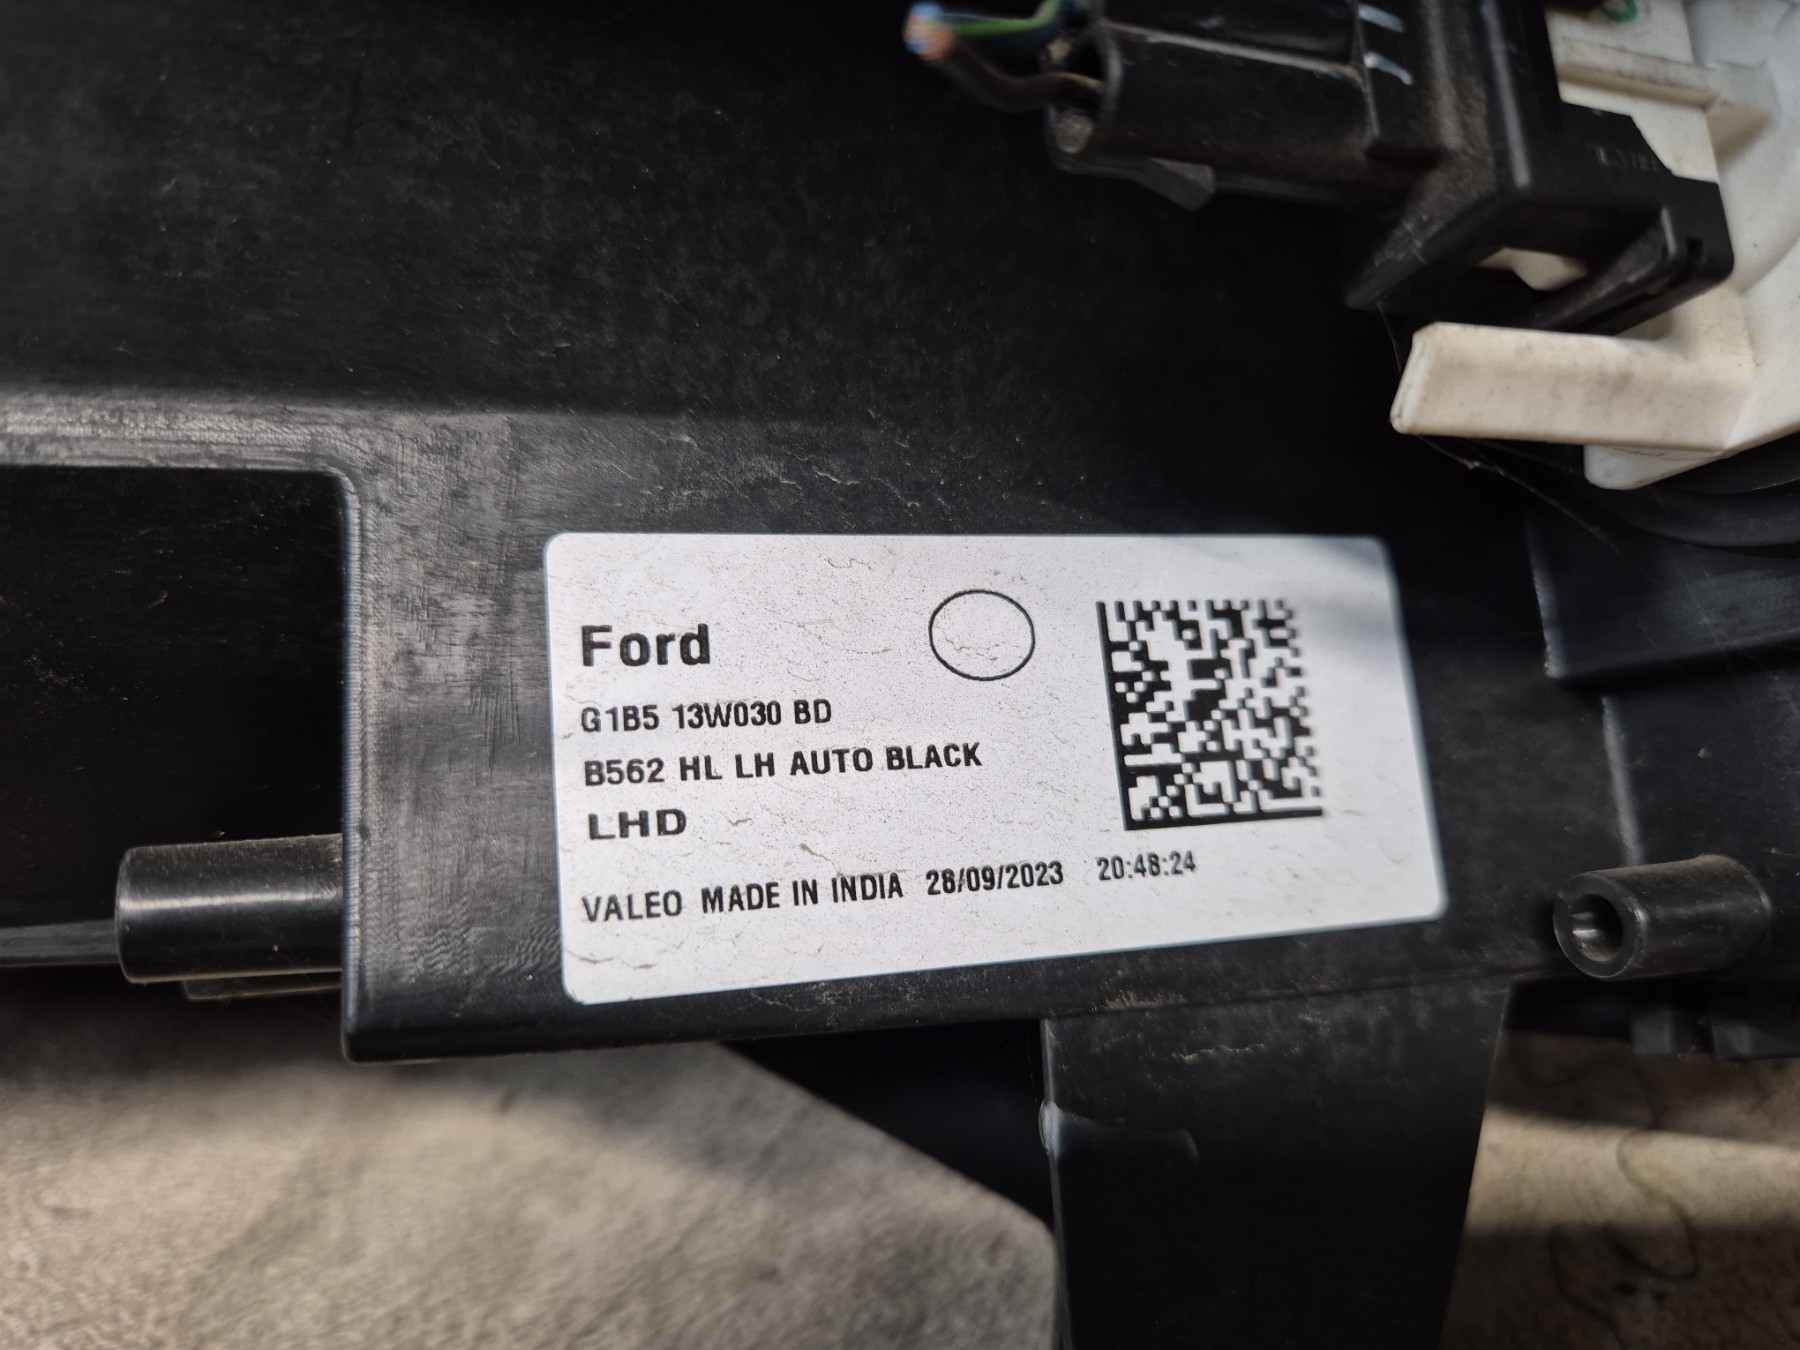 Ford
G1B5 13W030 BD
B562 HL LH AUTO BLACK
LHD
VALEO MADE IN INDIA 28/09/2023 20:48:24